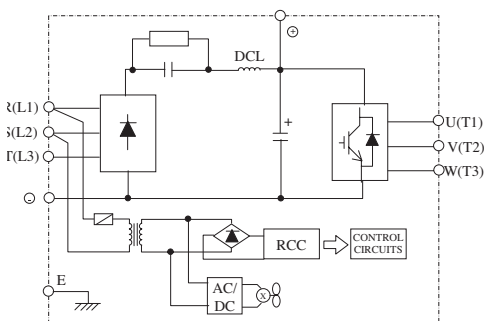 DCL
+
R(L1)
S(L2)
T(L3)
+
U(T1)
V(T2)
W(T3)
-
RCC
CONTROL
CIRCUITS
E
AC/
DC
X